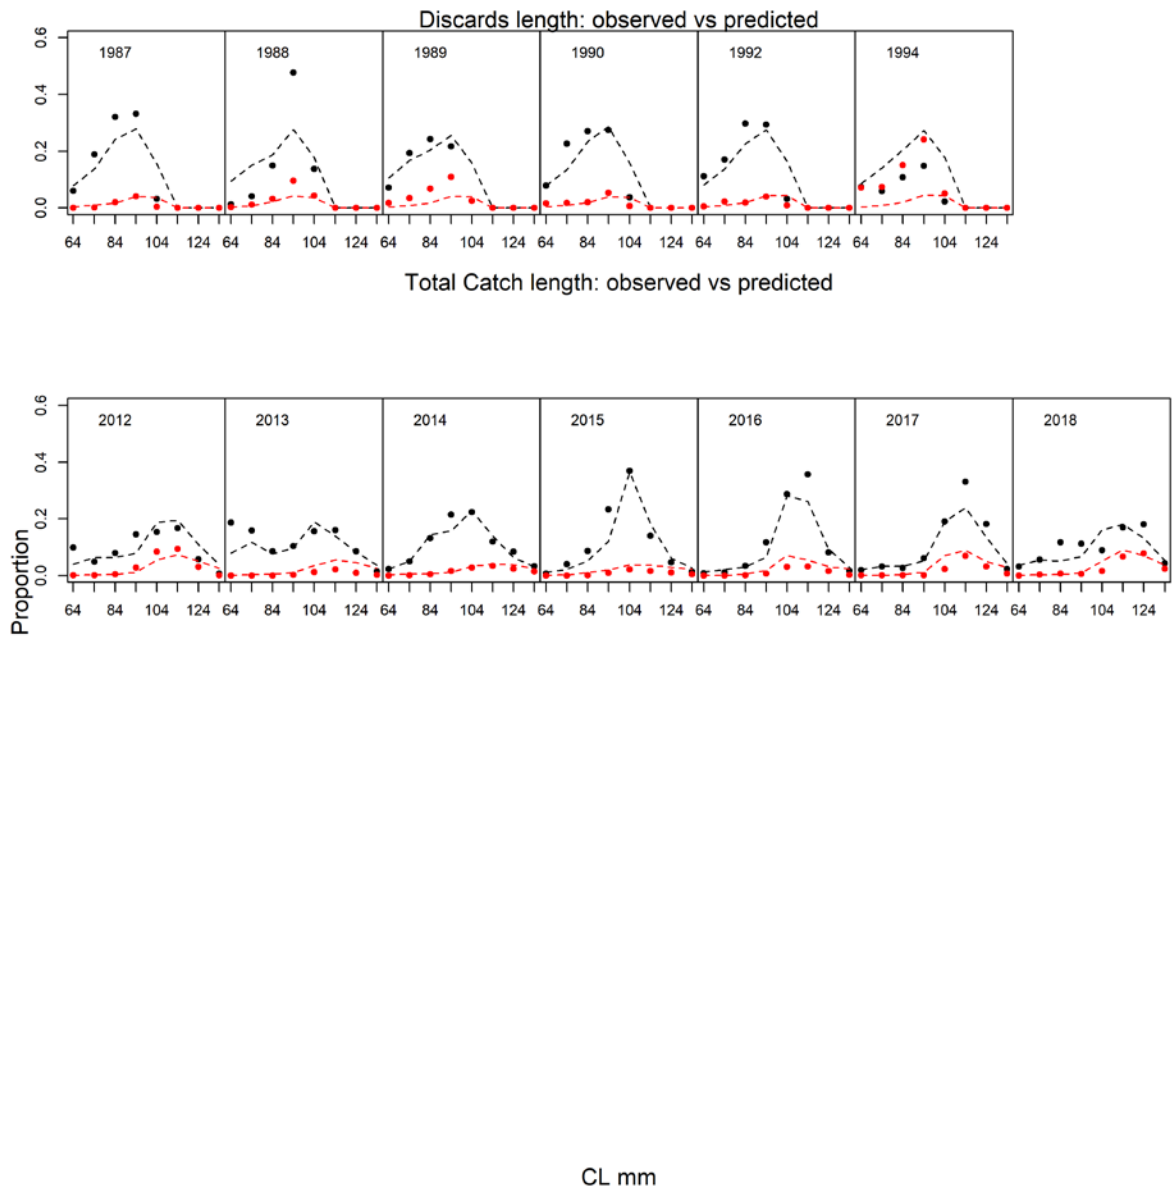 Discards length: observed vs predicted
1987 1988 1989 1990 1992 1994
0.6
0.4
0.2
0.0
64 84 104 124 64 84 104 124 64 84 104 124 64 84 104 124 64 84 104 124 64 84 104 124
Total Catch length: observed vs predicted
2012 2013 2014 2015 2016 2017 2018
0.6
0.4
0.2
0.0
64 84 104 124 64 84 104 124 64 84 104 124 64 84 104 124 64 84 104 124 64 84 104 124 64 84 104 124
Proportion
CL mm